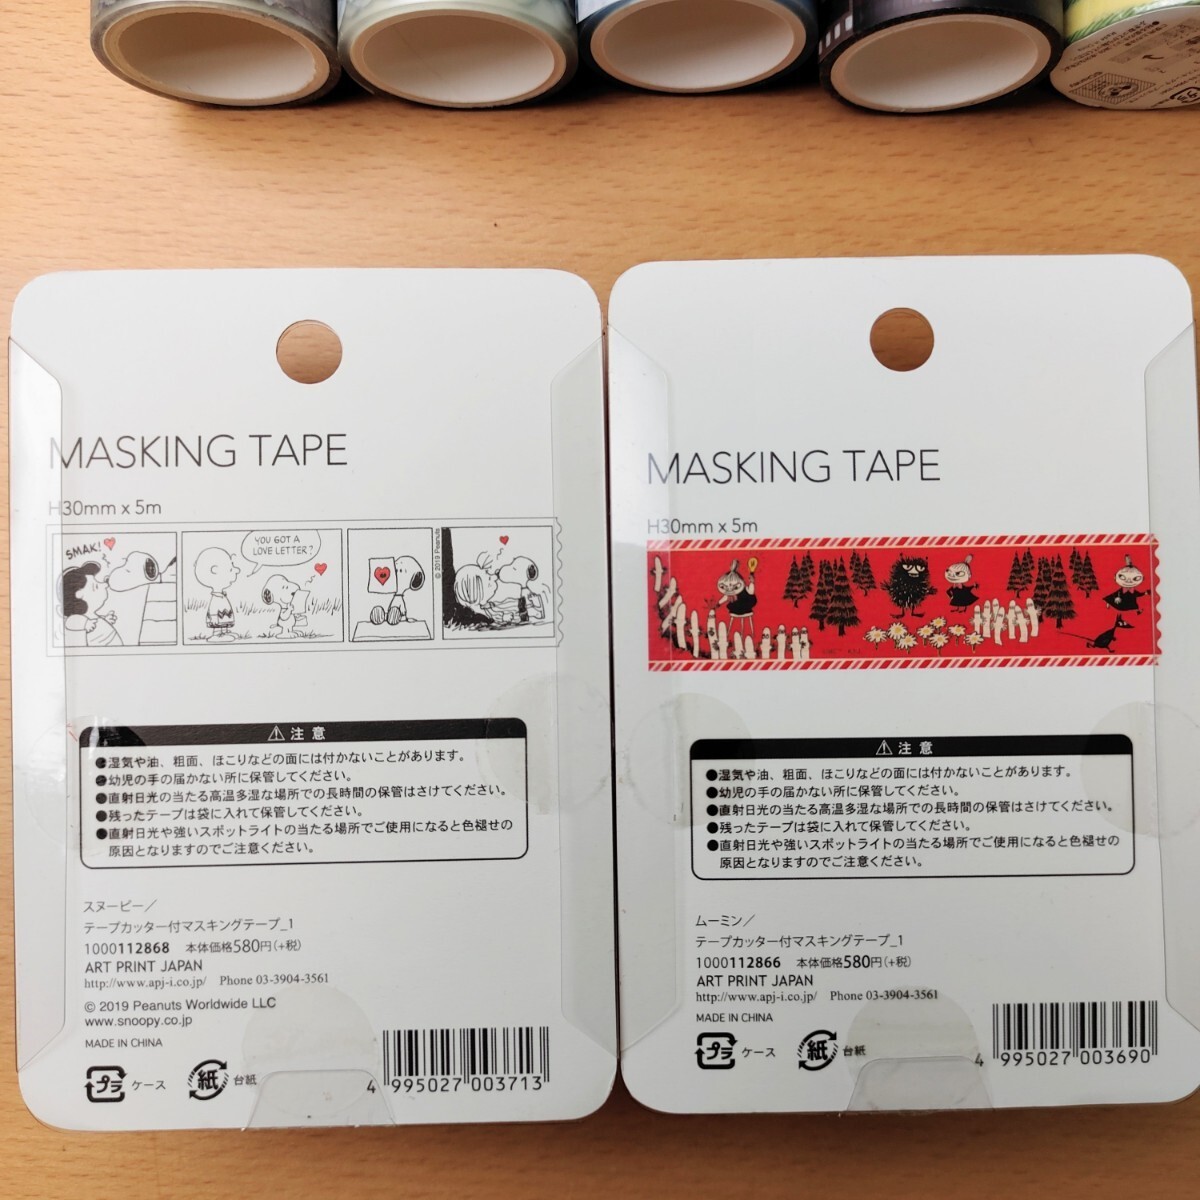 MASKING TAPE
H30mm x 5m
SMAK!
YOU GOT A
LOVE LETTER?
© 2019 Peanuts
⚠注意
●湿気や油、粗面、ほこりなどの面には付かないことがあります。
●幼児の手の届かない所に保管してください。
●直射日光の当たる高温多湿な場所での長時間の保管はさけてください。
●残ったテープは袋に入れて保管してください。
●直射日光や強いスポットライトの当たる場所でご使用になると色褪せの
原因となりますのでご注意ください。
スヌーピー/
テープカッター付マスキングテープ_1
1000112868 本体価格580円(+税)
ART PRINT JAPAN
http://www.apj-i.co.jp/ Phone 03-3904-3561
© 2019 Peanuts Worldwide LLC
www.snoopy.co.jp
MADE IN CHINA
プラ ケース 紙 台紙
4 995027 003713
MASKING TAPE
H30mm x 5m
⚠注意
●湿気や油、粗面、ほこりなどの面には付かないことがあります。
●幼児の手の届かない所に保管してください。
●直射日光の当たる高温多湿な場所での長時間の保管はさけてください。
●残ったテープは袋に入れて保管してください。
●直射日光や強いスポットライトの当たる場所でご使用になると色褪せの
原因となりますのでご注意ください。
ムーミン/
テープカッター付マスキングテープ_1
1000112866 本体価格580円(+税)
ART PRINT JAPAN
http://www.apj-i.co.jp/ Phone 03-3904-3561
MADE IN CHINA
プラ ケース 紙 台紙
4 995027 003690